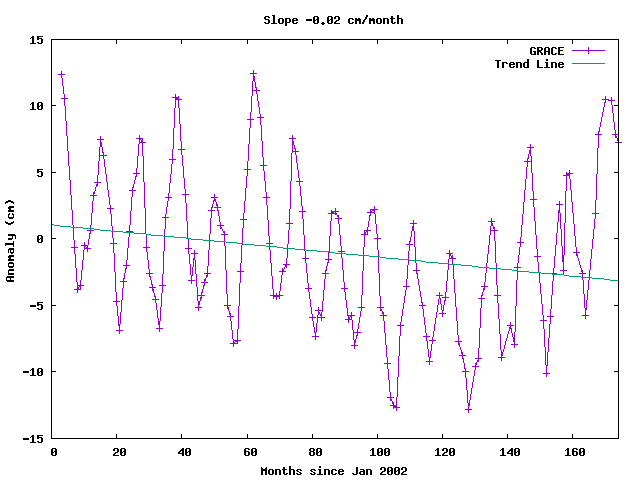 Slope -0.02 cm/month
GRACE
Trend Line
15
10
5
0
-5
-10
-15
Anomaly (cm)
0 20 40 60 80 100 120 140 160
Months since Jan 2002